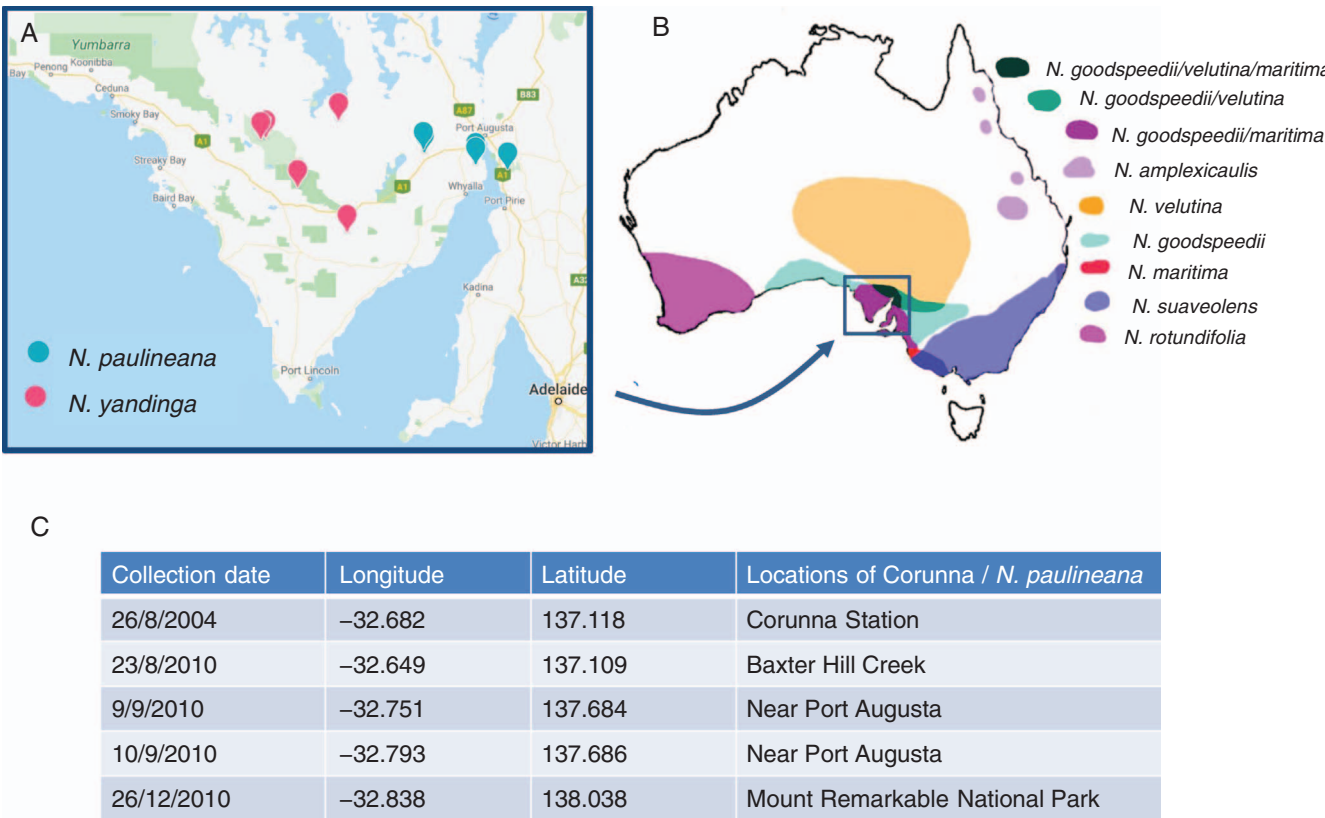 A
Yumbarra
Penong Koonibba
Bay
Ceduna
Smoky Bay
A1
Streaky Bay
Baird Bay
A87
B83
Port Augusta
A1
A1
Whyalla
Port Pirie
Kadina
Port Lincoln
Adelaide
Victor Harb
N. paulineana
N. yandinga
B
N. goodspeedii/velutina/maritima
N. goodspeedii/velutina
N. goodspeedii/maritima
N. amplexicaulis
N. velutina
N. goodspeedii
N. maritima
N. suaveolens
N. rotundifolia
C
Collection date Longitude Latitude Locations of Corunna / N. paulineana
26/8/2004 −32.682 137.118 Corunna Station
23/8/2010 −32.649 137.109 Baxter Hill Creek
9/9/2010 −32.751 137.684 Near Port Augusta
10/9/2010 −32.793 137.686 Near Port Augusta
26/12/2010 −32.838 138.038 Mount Remarkable National Park